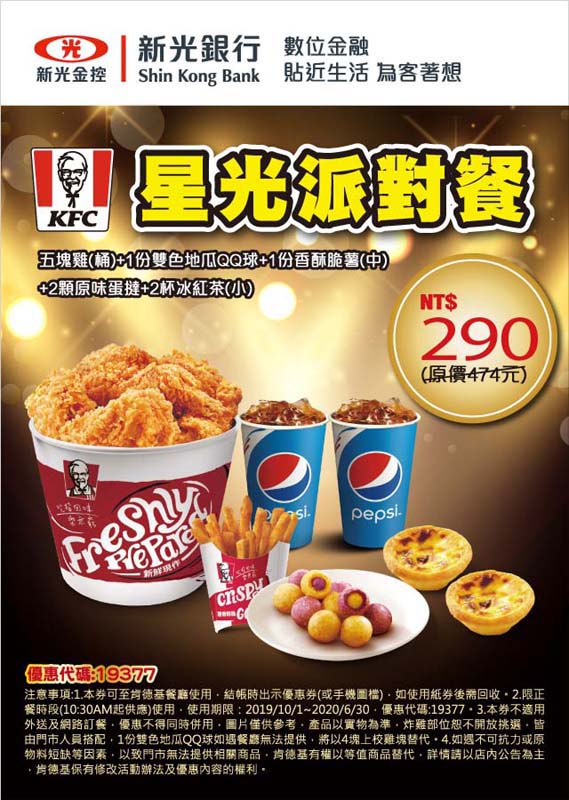 新光金控
新光銀行
Shin Kong Bank
數位金融
貼近生活 為客著想
KFC
星光派對餐
五塊雞(桶)+1份雙色地瓜QQ球+1份香酥脆薯(中)
+2顆原味蛋撻+2杯冰紅茶(小)
NT$
290
(原價474元)
Freshly
Prepared
新鮮現作
pepsi.
pepsi.
crispy
優惠代碼:19377
注意事項:1.本券可至肯德基餐廳使用，結帳時出示優惠券(或手機圖檔)，如使用紙券後需回收。2.限正
餐時段(10:30AM起供應)使用，使用期限：2019/10/1~2020/6/30，優惠代碼:19377。3.本券不適用
外送及網路訂餐，優惠不得同時併用，圖片僅供參考，產品以實物為準，炸雞部位恕不開放挑選，皆
由門市人員搭配，1份雙色地瓜QQ球如遇餐廳無法提供，將以4塊上校雞塊替代。4.如遇不可抗力或原
物料短缺等因素，以致門市無法提供相關商品，肯德基有權以等值商品替代，詳情請以店內公告為主
，肯德基保有修改活動辦法及優惠內容的權利。